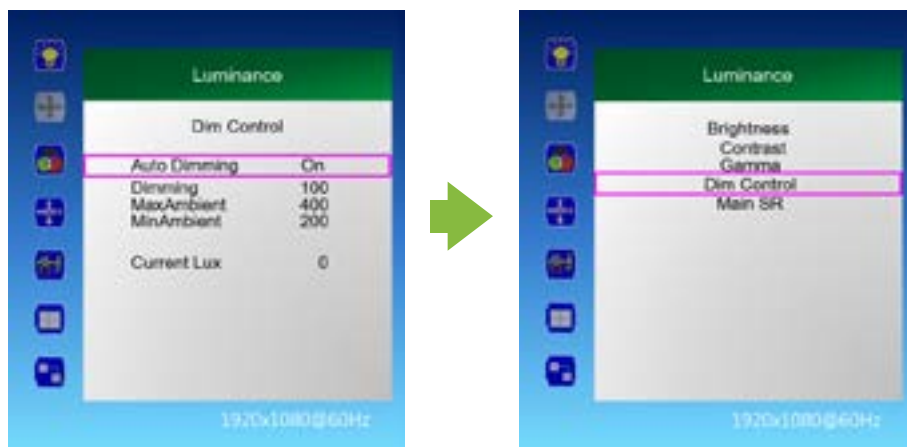 Luminance
Dim Control
Auto Dimming On
Dimming 100
MaxAmbient 400
MinAmbient 200
Current Lux 0
1920x1080@60Hz
Luminance
Brightness
Contrast
Gamma
Dim Control
Main SR
1920x1080@60Hz